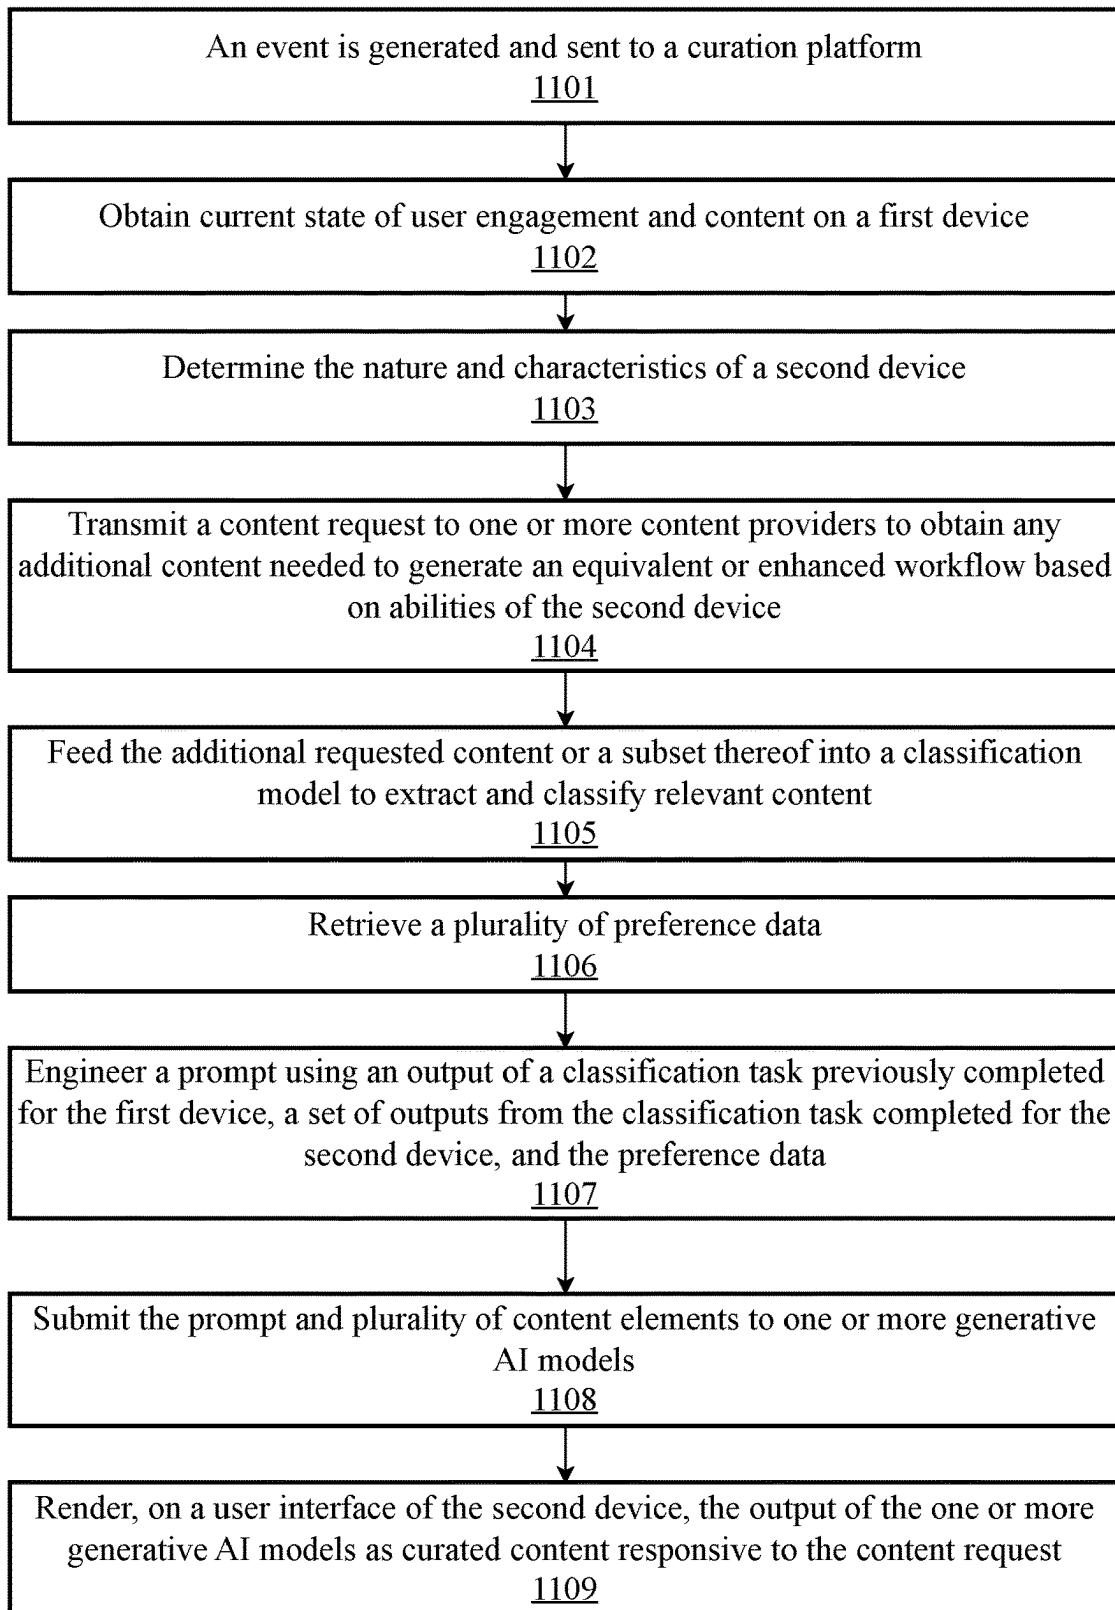 An event is generated and sent to a curation platform
1101
Obtain current state of user engagement and content on a first device
1102
Determine the nature and characteristics of a second device
1103
Transmit a content request to one or more content providers to obtain any
additional content needed to generate an equivalent or enhanced workflow based
on abilities of the second device
1104
Feed the additional requested content or a subset thereof into a classification
model to extract and classify relevant content
1105
Retrieve a plurality of preference data
1106
Engineer a prompt using an output of a classification task previously completed
for the first device, a set of outputs from the classification task completed for the
second device, and the preference data
1107
Submit the prompt and plurality of content elements to one or more generative
AI models
1108
Render, on a user interface of the second device, the output of the one or more
generative AI models as curated content responsive to the content request
1109